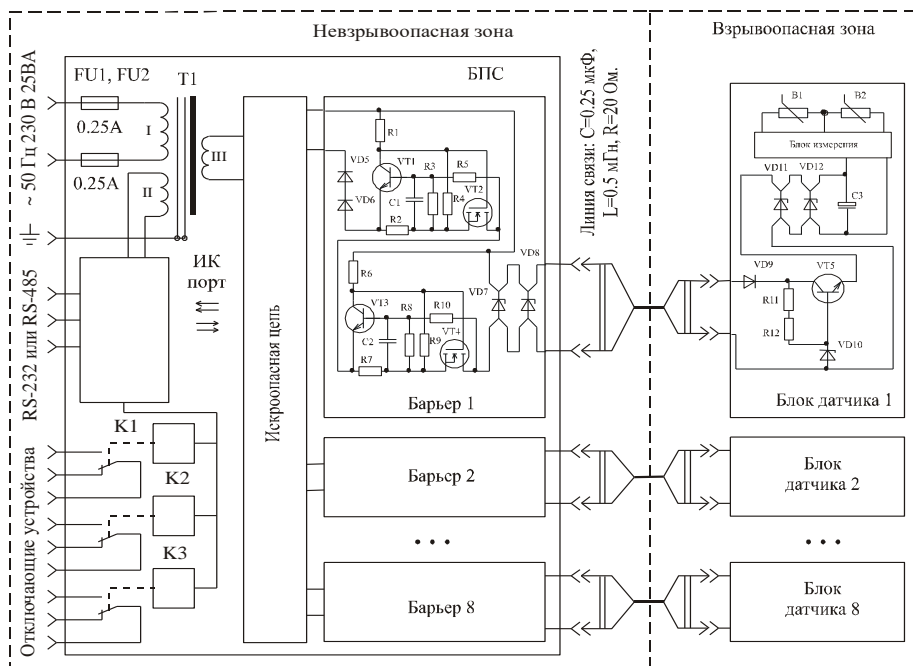 Невзрывоопасная зона
Взрывоопасная зона
~ 50 Гц 230 В 25ВА
FU1, FU2
0.25А
0.25А
T1
I
II
III
БПС
R1
VD5
VD6
VT1
R3
R5
C1
R4
VT2
R2
R6
VT3
R8
R10
C2
R9
VT4
R7
VD7
VD8
Барьер 1
Линия связи: C=0.25 мкФ,
L=0.5 мГн, R=20 Ом.
B1
B2
Блок измерения
VD11
VD12
C3
VD9
VT5
R11
R12
VD10
Блок датчика 1
ИК
порт
RS-232 или RS-485
Искроопасная цепь
Отключающие устройства
K1
K2
K3
Барьер 2
Блок
датчика 2
• • •
• • •
Барьер 8
Блок
датчика 8